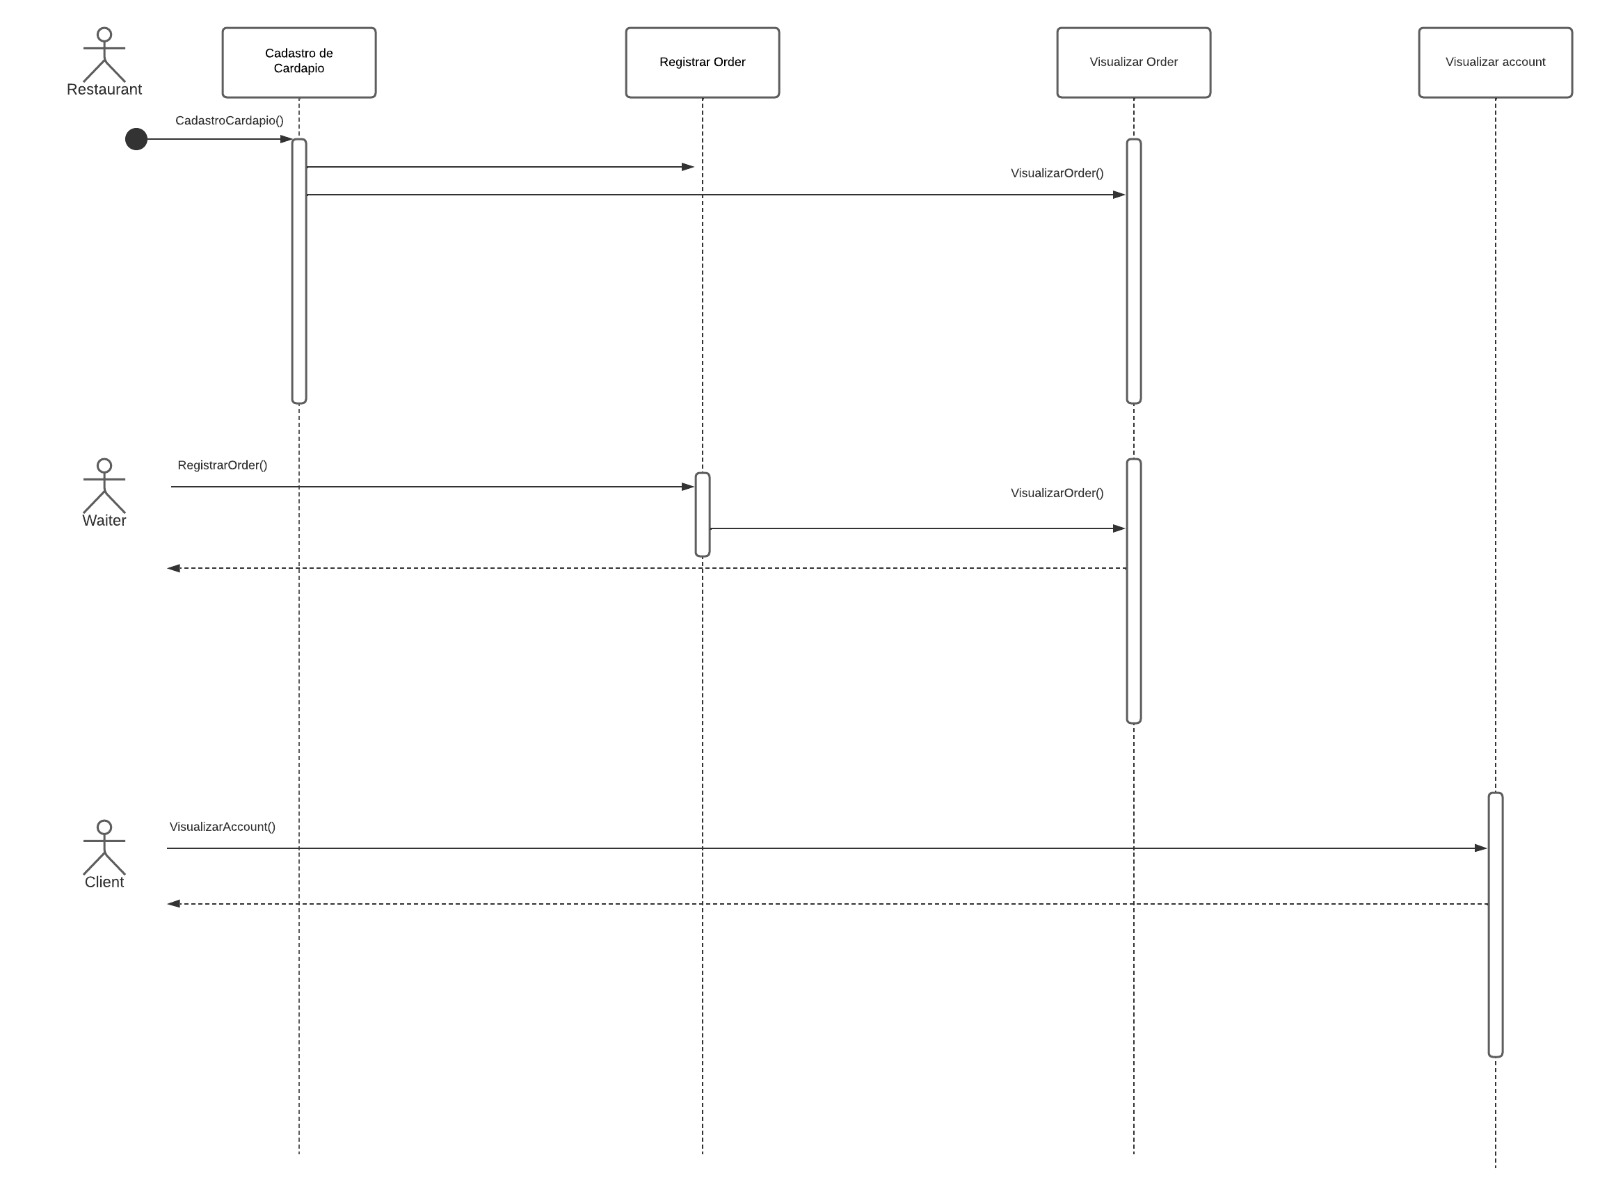 Restaurant
Cadastro de
Cardapio
Registrar Order
Visualizar Order
Visualizar account
CadastroCardapio()
VisualizarOrder()
Waiter
RegistrarOrder()
VisualizarOrder()
Client
VisualizarAccount()